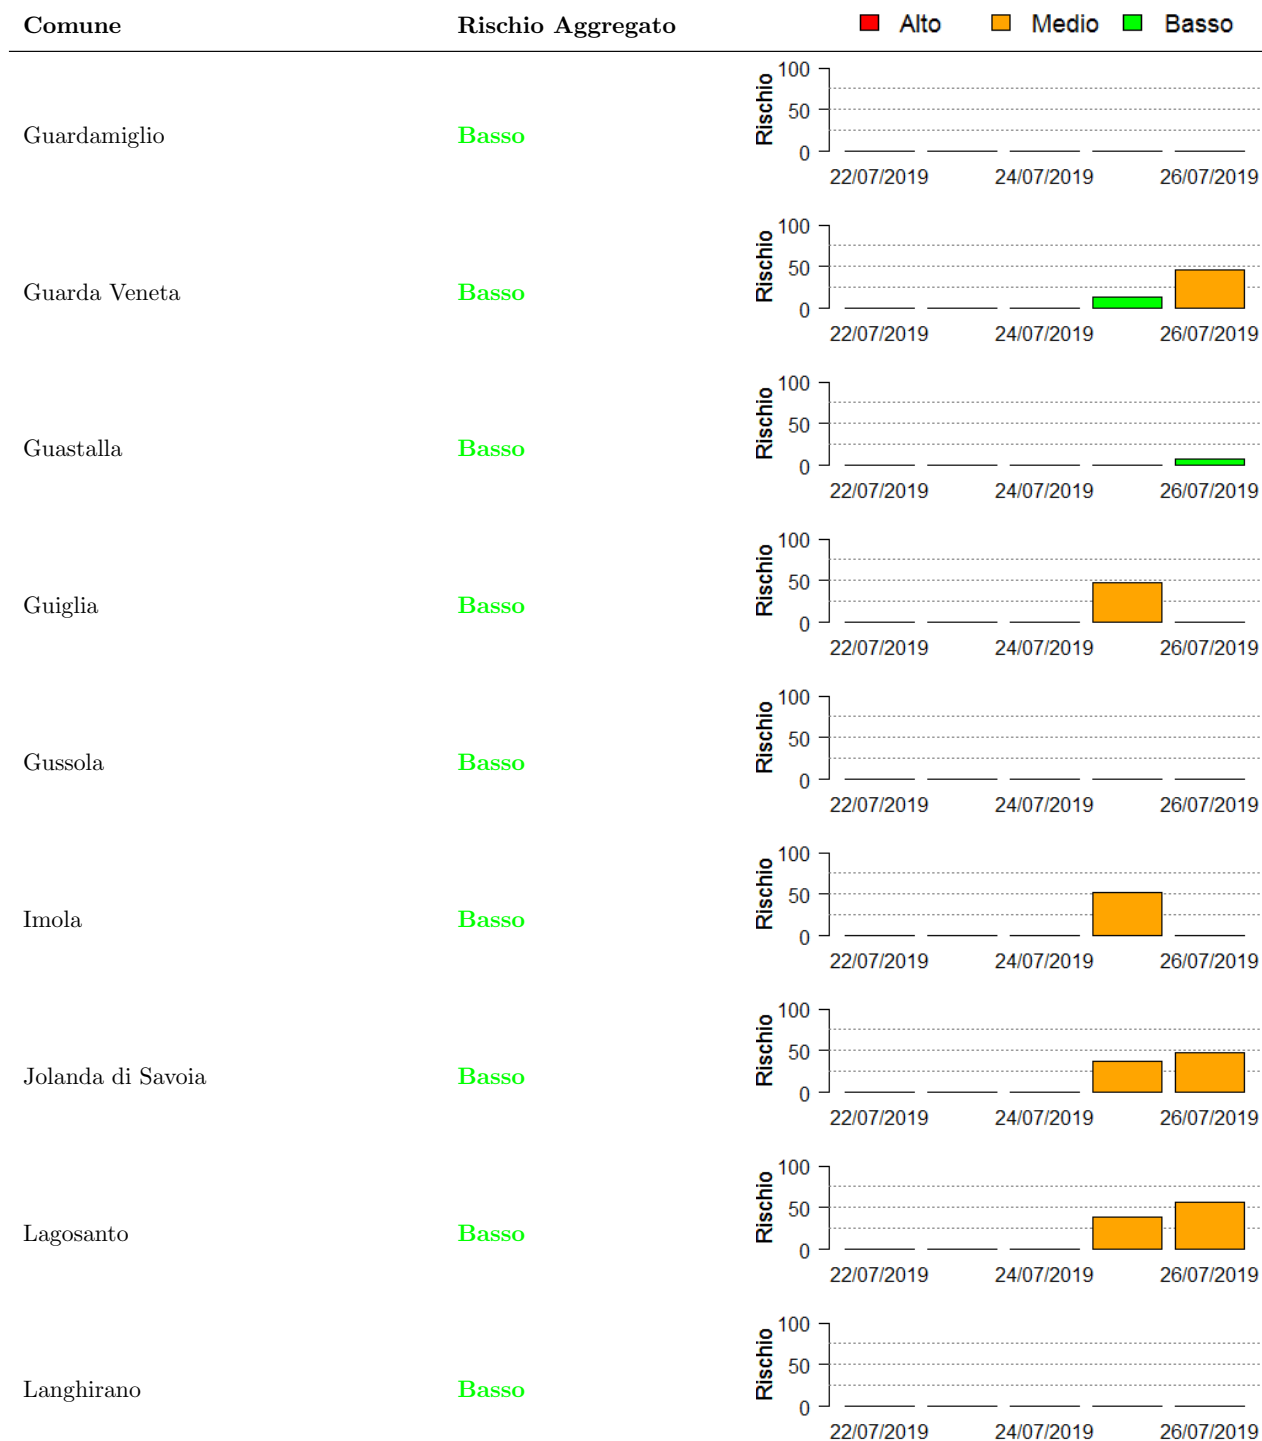 Comune Rischio Aggregato Alto Medio Basso
Guardamiglio Basso
Rischio
100
50
0
22/07/2019 24/07/2019 26/07/2019
Guarda Veneta Basso
Rischio
100
50
0
22/07/2019 24/07/2019 26/07/2019
Guastalla Basso
Rischio
100
50
0
22/07/2019 24/07/2019 26/07/2019
Guiglia Basso
Rischio
100
50
0
22/07/2019 24/07/2019 26/07/2019
Gussola Basso
Rischio
100
50
0
22/07/2019 24/07/2019 26/07/2019
Imola Basso
Rischio
100
50
0
22/07/2019 24/07/2019 26/07/2019
Jolanda di Savoia Basso
Rischio
100
50
0
22/07/2019 24/07/2019 26/07/2019
Lagosanto Basso
Rischio
100
50
0
22/07/2019 24/07/2019 26/07/2019
Langhirano Basso
Rischio
100
50
0
22/07/2019 24/07/2019 26/07/2019